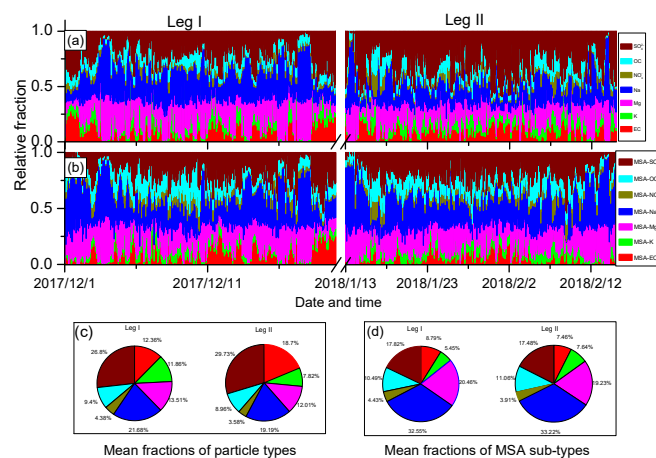 Leg I
Leg II
Relative fraction
1.0
0.5
0.0
(a)
SO
OC
NO
Na
Mg
K
EC
1.0
0.5
0.0
(b)
MSA-SO
MSA-OC
MSA-NO
MSA-Na
MSA-Mg
MSA-K
MSA-EC
2017/12/1
2017/12/11
2018/1/13
2018/1/23
2018/2/2
2018/2/12
Date and time
(c)
Leg I
12.36%
11.86%
13.51%
21.68%
4.38%
9.4%
26.8%
Leg II
18.7%
7.82%
12.01%
19.19%
3.58%
8.96%
29.73%
Mean fractions of particle types
(d)
Leg I
8.79%
5.45%
20.46%
32.55%
4.43%
10.49%
17.82%
Leg II
7.46%
7.64%
19.23%
33.22%
3.91%
11.06%
17.48%
Mean fractions of MSA sub-types